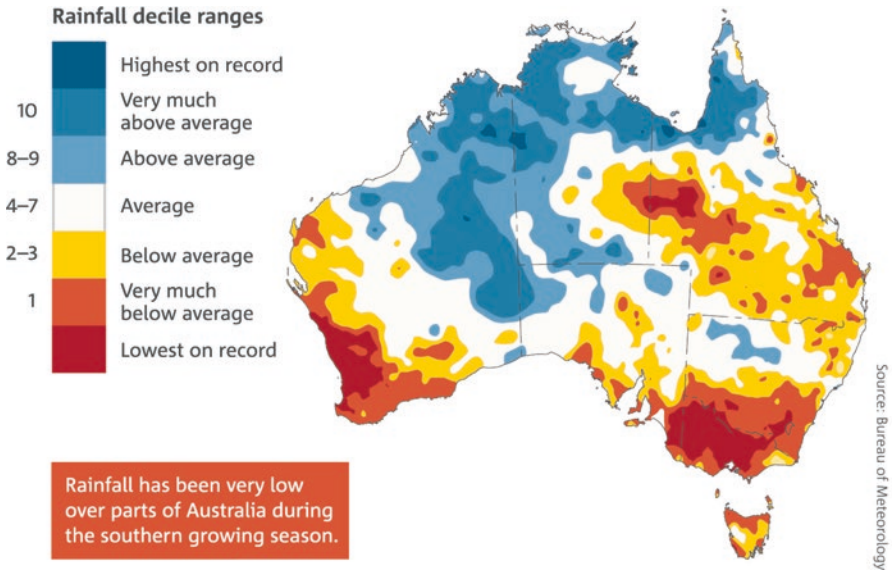 Rainfall decile ranges
Highest on record
10
Very much
above average
8–9
Above average
4–7
Average
2–3
Below average
1
Very much
below average
Lowest on record
Rainfall has been very low
over parts of Australia during
the southern growing season.
Source: Bureau of Meteorology